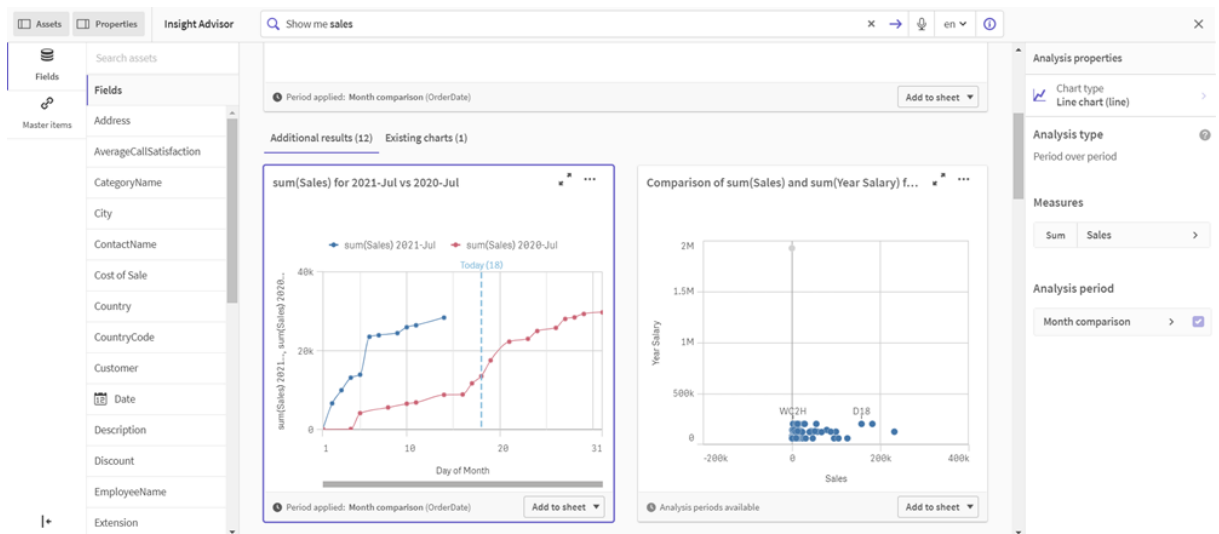 Assets
Properties
Insight Advisor
Show me sales
en
Fields
Master items
Search assets
Fields
Address
AverageCallSatisfaction
CategoryName
City
ContactName
Cost of Sale
Country
CountryCode
Customer
Date
Description
Discount
EmployeeName
Extension
Period applied: Month comparison (OrderDate)
Add to sheet
Additional results (12)
Existing charts (1)
sum(Sales) for 2021-Jul vs 2020-Jul
sum(Sales) 2021-Jul
sum(Sales) 2020-Jul
Today (18)
sum(Sales) 2021..., sum(Sales) 2020...
40k
20k
0
1 10 20 31
Day of Month
Period applied: Month comparison (OrderDate)
Add to sheet
Comparison of sum(Sales) and sum(Year Salary) f...
Year Salary
2M
1.5M
1M
500k
0
WC2H
D18
-200k 0 200k 400k
Sales
Analysis periods available
Add to sheet
Analysis properties
Chart type
Line chart (line)
Analysis type
Period over period
Measures
Sum Sales
Analysis period
Month comparison